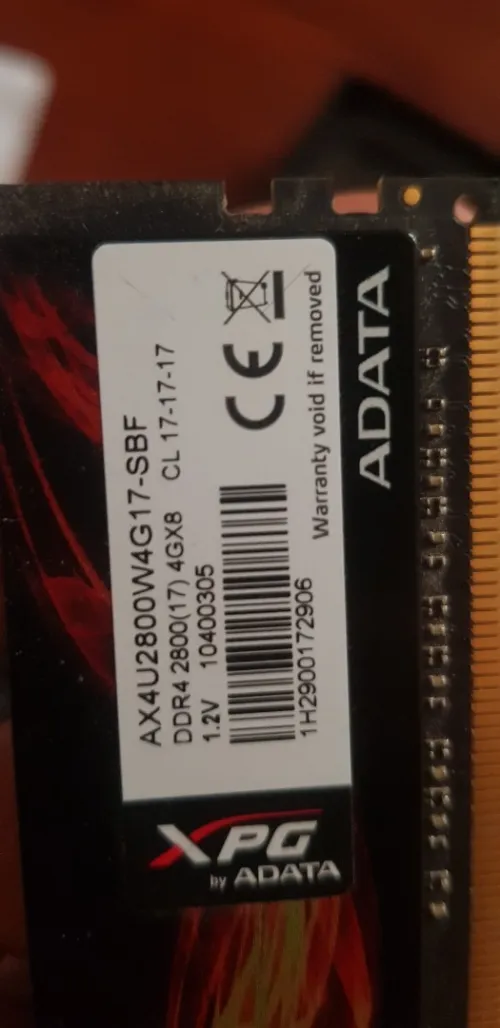 AX4U2800W4G17-SBF
DDR4 2800(17) 4GX8 CL 17-17-17
1.2V 10400305
CE
1H2900172906
Warranty void if removed
XPG
by ADATA
ADATA